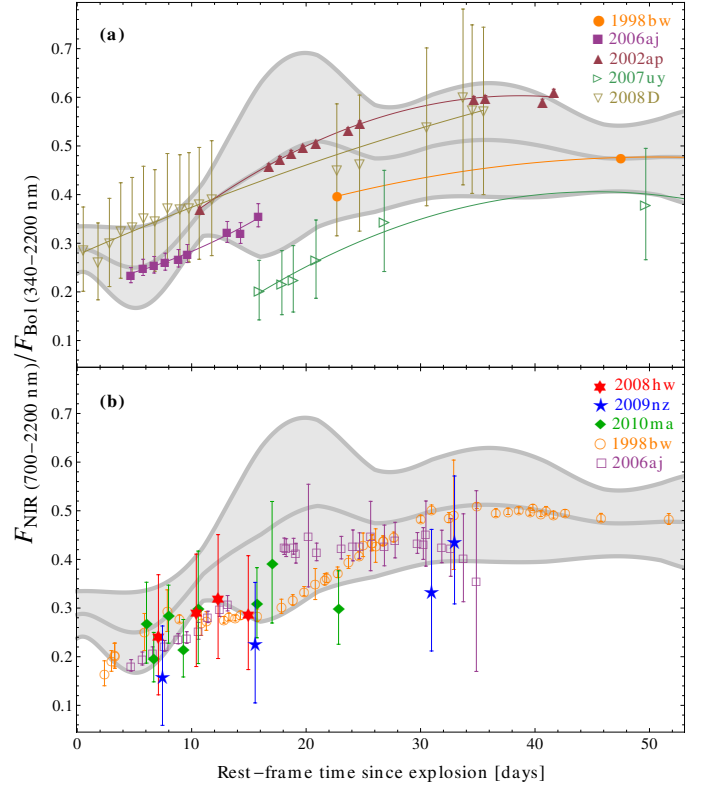 (a)
1998bw
2006aj
2002ap
2007uy
2008D
0.7
0.6
0.5
0.4
0.3
0.2
0.1
F_NIR (700−2200 nm)/F_Bol (340−2200 nm)
(b)
2008hw
2009nz
2010ma
1998bw
2006aj
0.7
0.6
0.5
0.4
0.3
0.2
0.1
0 10 20 30 40 50
Rest−frame time since explosion [days]